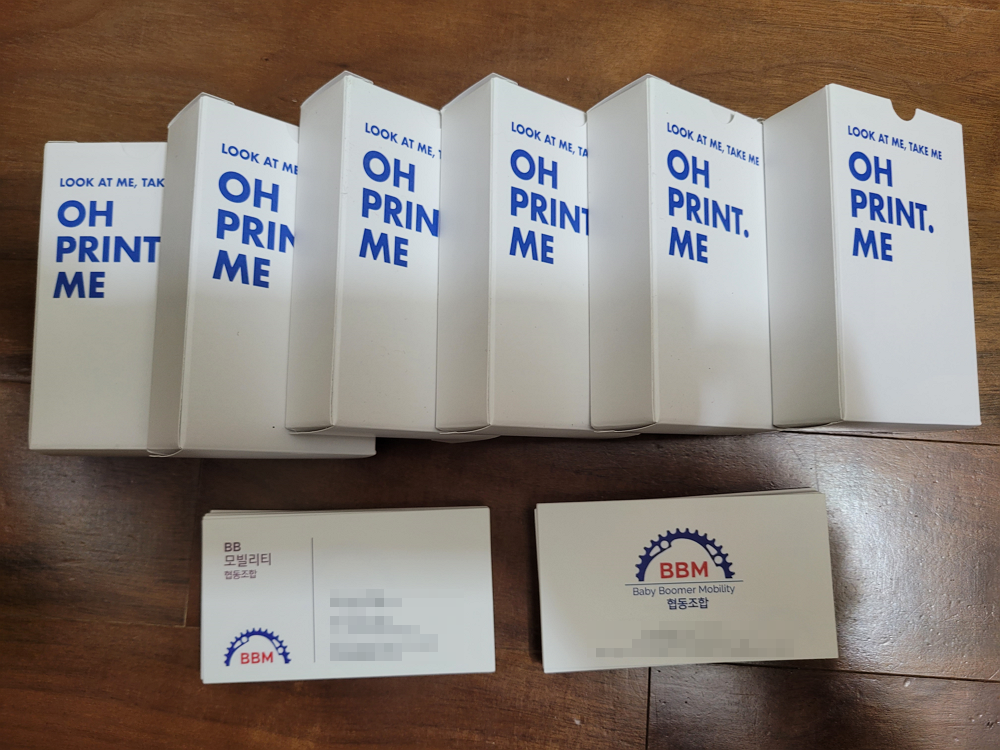 LOOK AT ME, TAK
OH
PRINT
ME
LOOK AT ME
OH
PRIN
ME
LOOK AT ME, T
OH
PRIN
ME
LOOK AT ME, TA
OH
PRINT
ME
LOOK AT ME, TAKE ME
OH
PRINT.
ME
LOOK AT ME, TAKE ME
OH
PRINT.
ME
BB
모빌리티
협동조합
BBM
BBM
Baby Boomer Mobility
협동조합